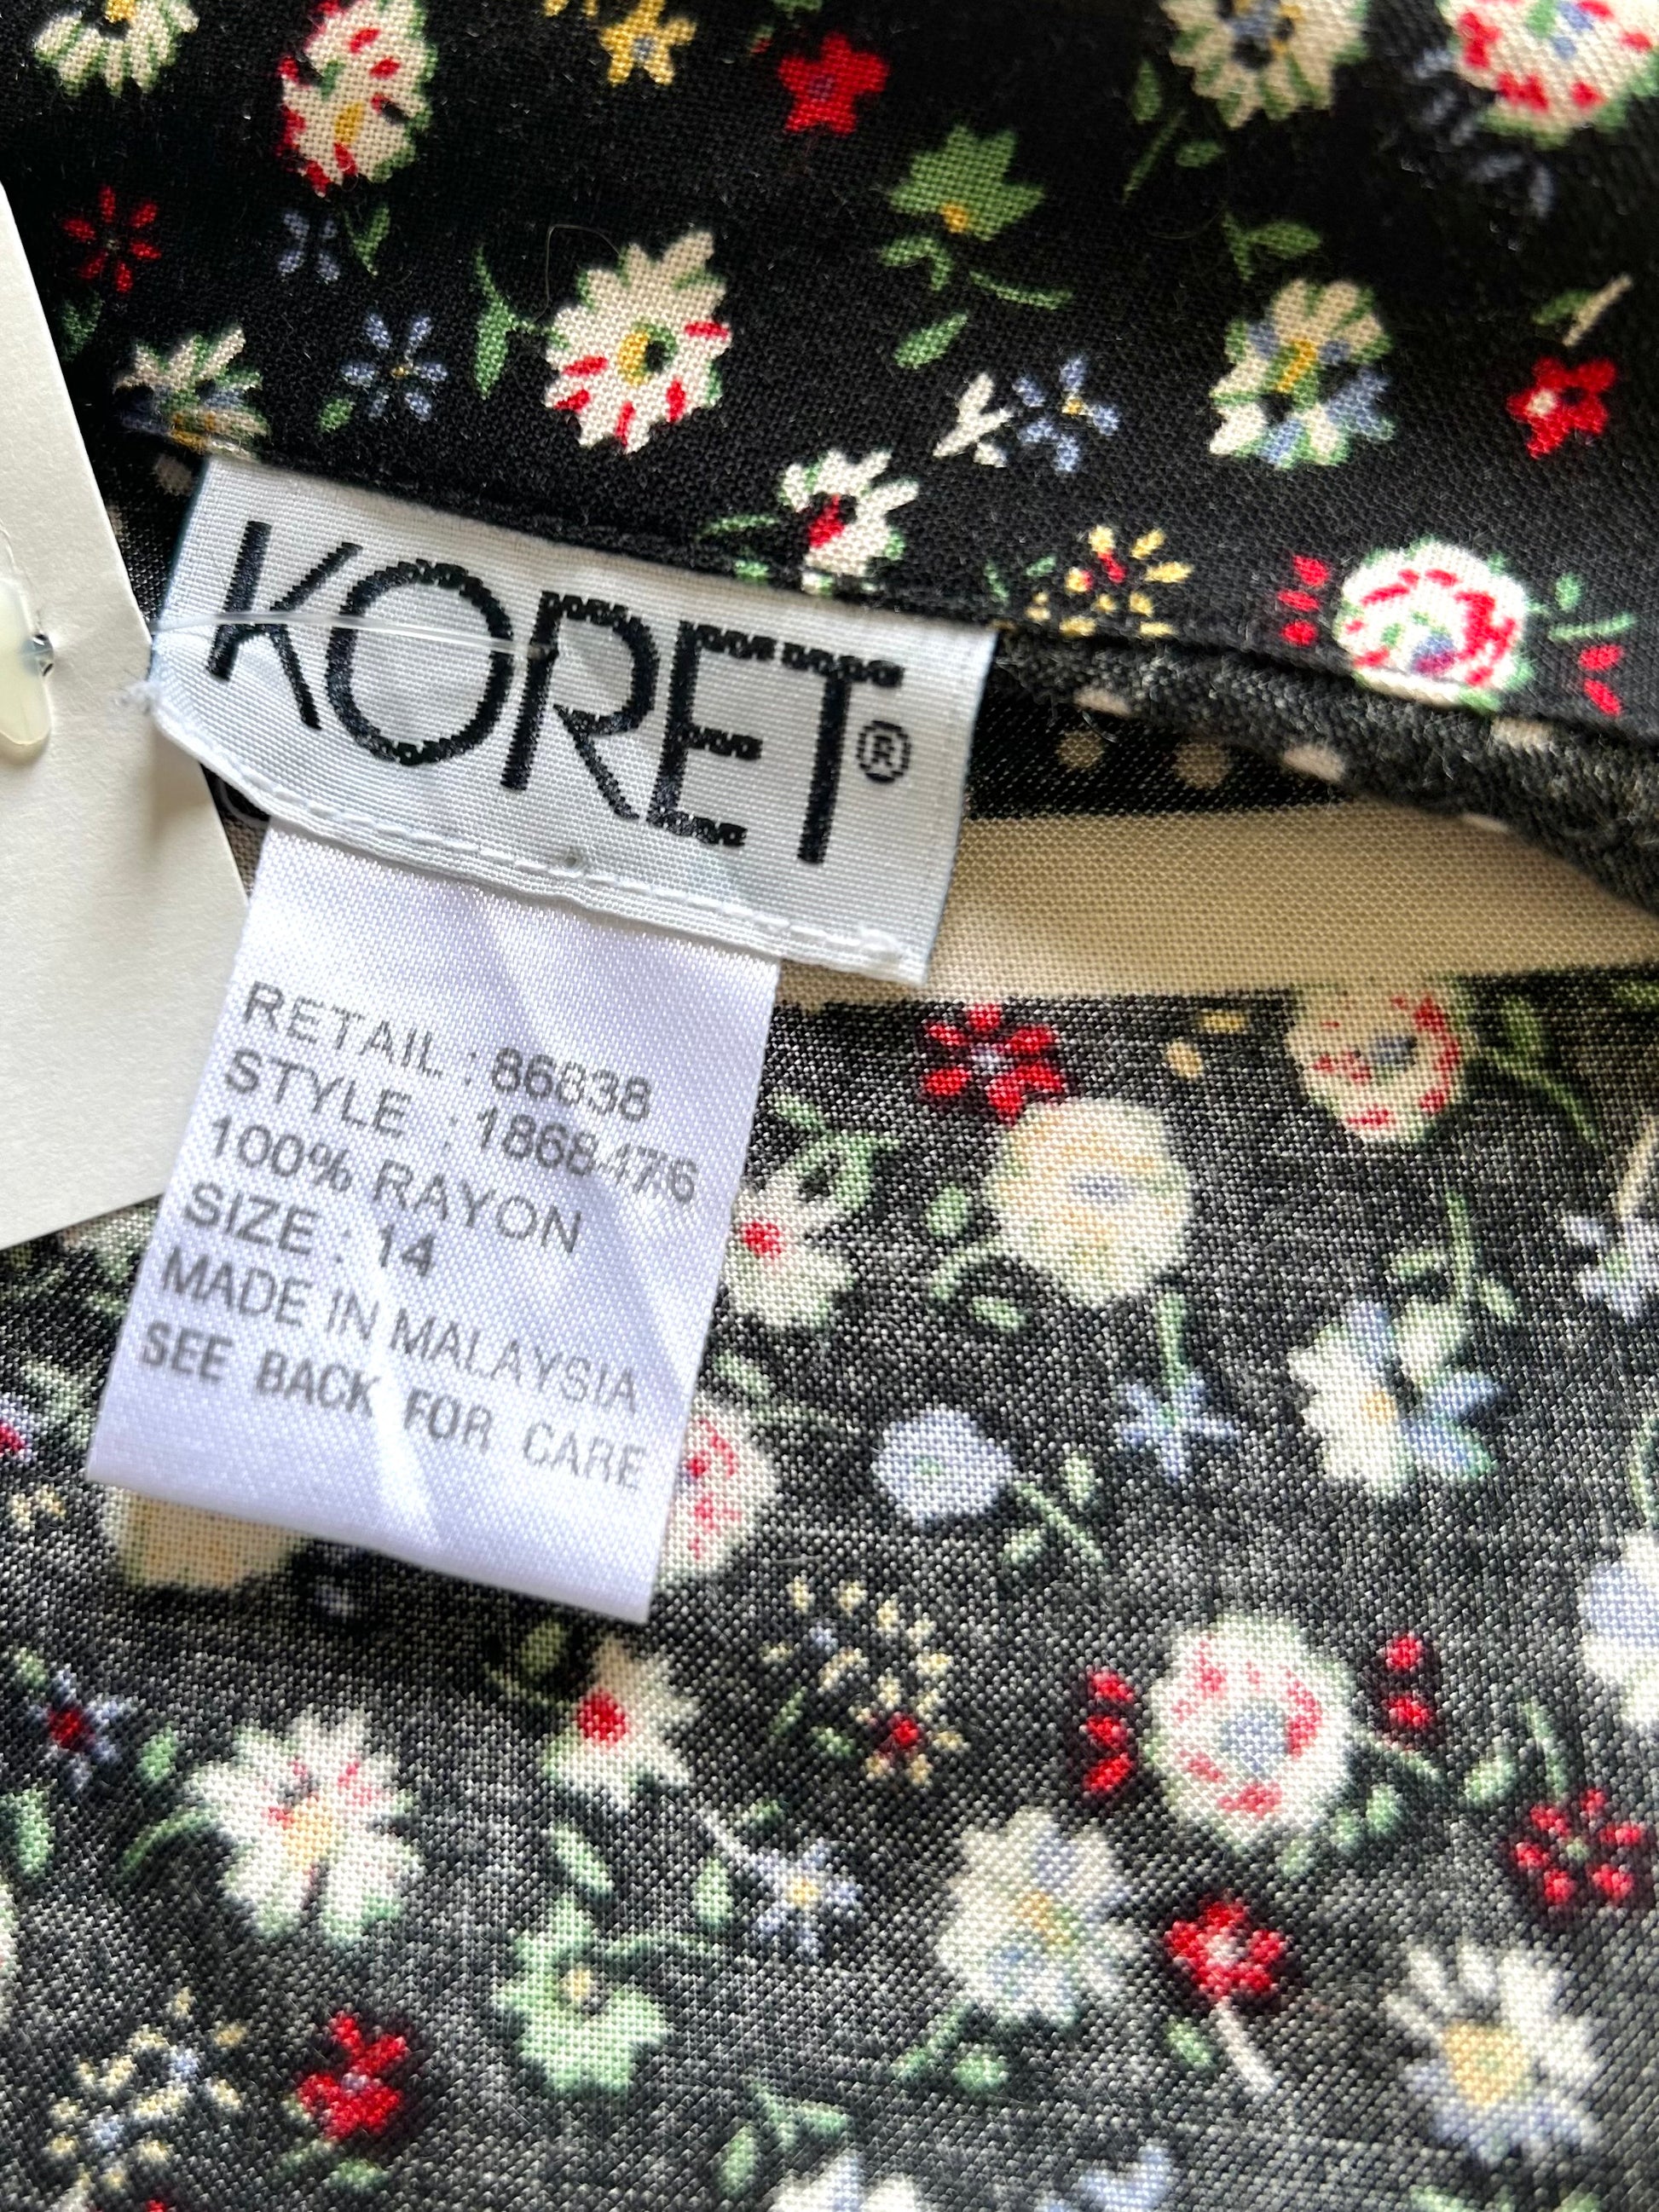 KORET®
RETAIL : 86838
STYLE : 1868476
100% RAYON
SIZE : 14
MADE IN MALAYSIA
SEE BACK FOR CARE